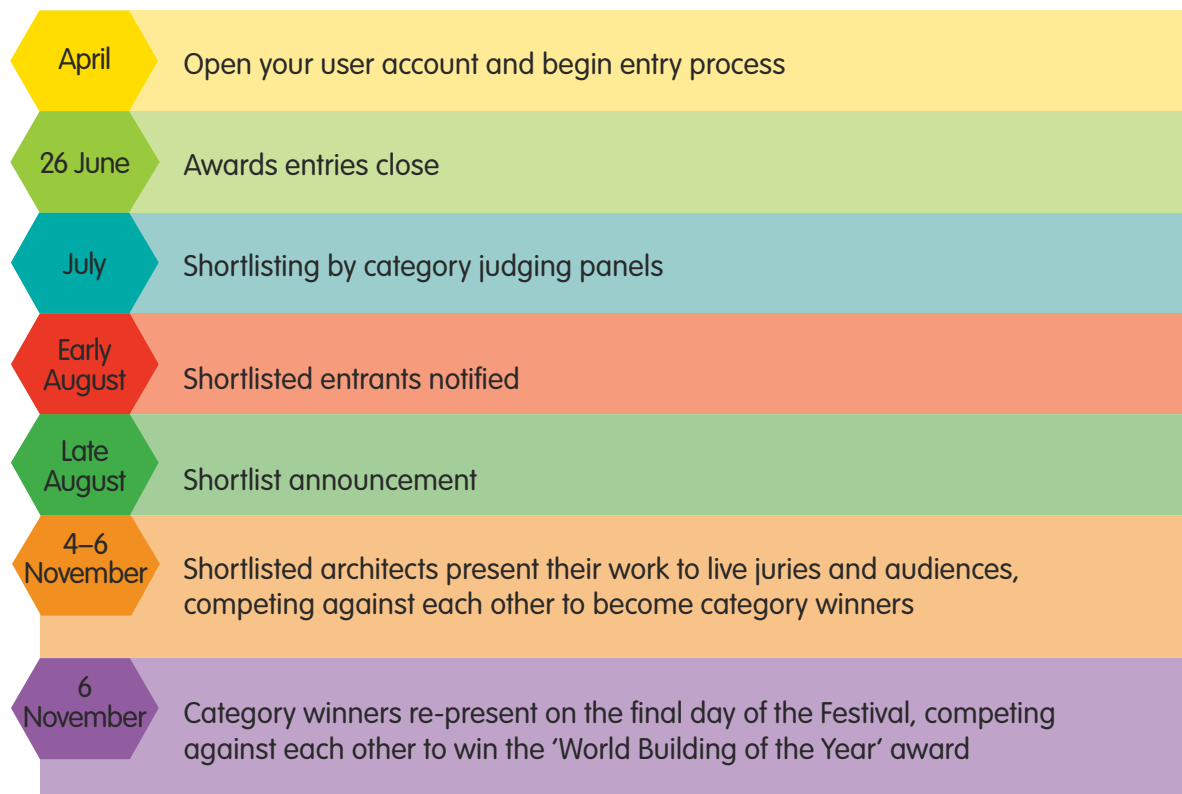 April
Open your user account and begin entry process
26 June
Awards entries close
July
Shortlisting by category judging panels
Early
August
Shortlisted entrants notified
Late
August
Shortlist announcement
4–6
November
Shortlisted architects present their work to live juries and audiences,
competing against each other to become category winners
6
November
Category winners re-present on the final day of the Festival, competing
against each other to win the ‘World Building of the Year’ award